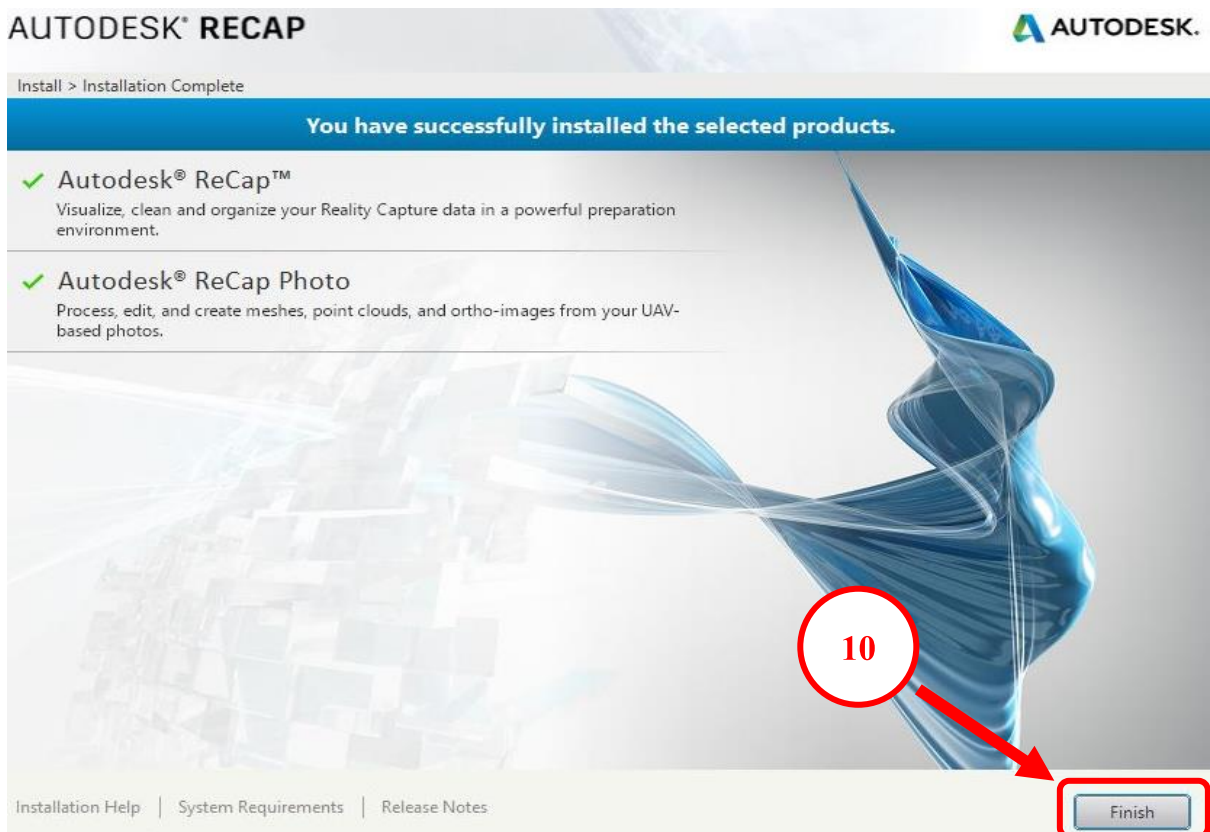 AUTODESK® RECAP
AUTODESK.
Install > Installation Complete
You have successfully installed the selected products.
Autodesk® ReCap™
Visualize, clean and organize your Reality Capture data in a powerful preparation
environment.
Autodesk® ReCap Photo
Process, edit, and create meshes, point clouds, and ortho-images from your UAV-
based photos.
10
Installation Help | System Requirements | Release Notes
Finish